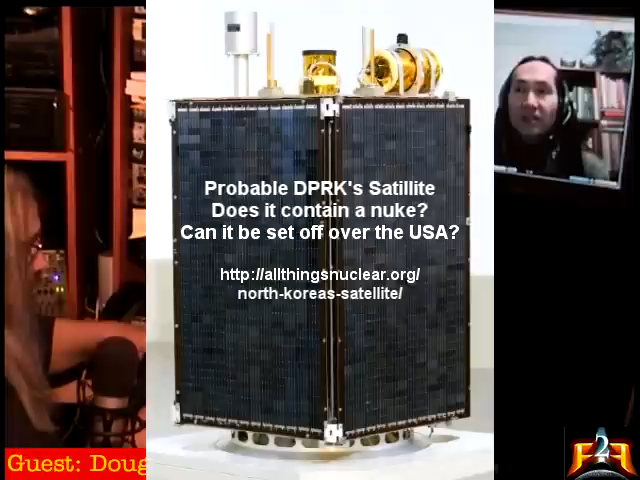 Probable DPRK's Satillite
Does it contain a nuke?
Can it be set off over the USA?
http://allthingsnuclear.org/
north-koreas-satellite/
Guest: Doug
F2F